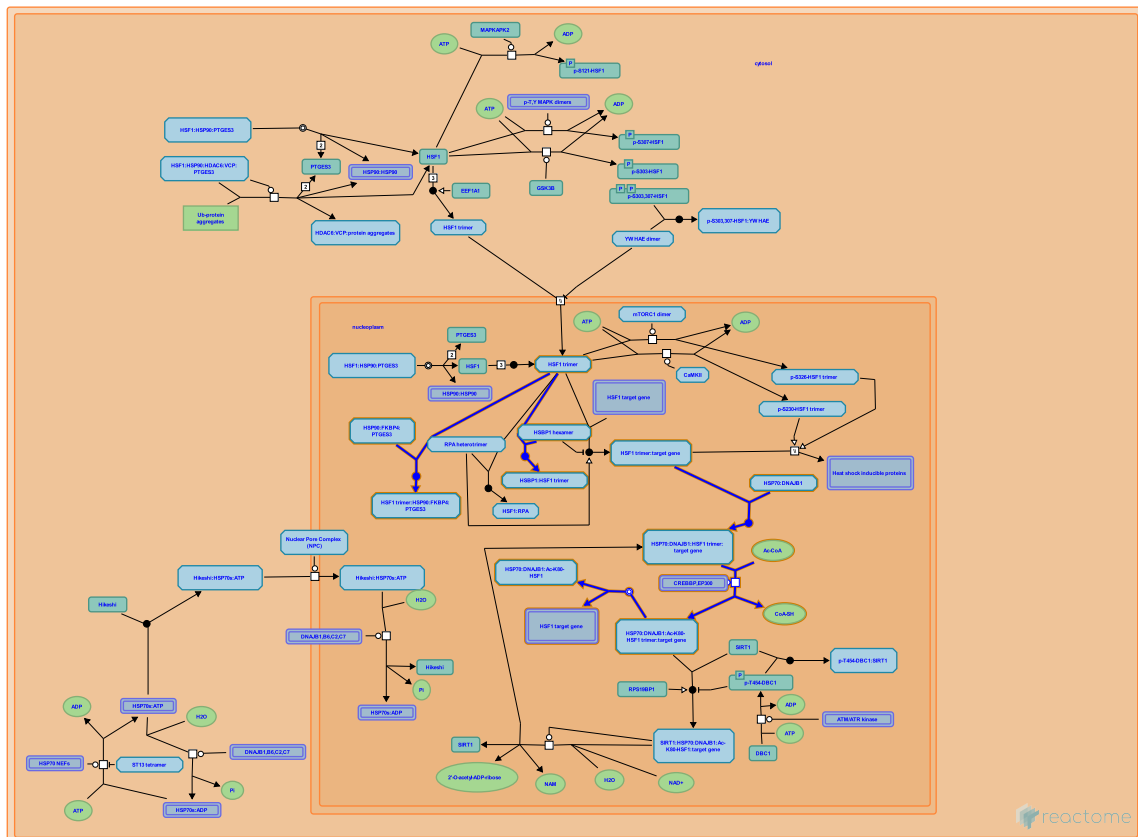 MAPKAPK2
ATP
ADP
P
p-S121-HSF1
cytosol
p-T,Y MAPK dimers
ATP
ADP
HSF1:HSP90:PTGES3
P
p-S307-HSF1
2
HSF1
HSF1:HSP90:HDAC6:VCP:
PTGES3
PTGES3
HSP90:HSP90
P
p-S303-HSF1
3
2
EEF1A1
GSK3B
P
P
p-S303,307-HSF1
Ub-protein
aggregates
HDAC6:VCP:protein aggregates
HSF1 trimer
p-S303,307-HSF1:YWHAE
YWHAE dimer
nucleoplasm
ATP
mTORC1 dimer
ADP
PTGES3
2
HSF1:HSP90:PTGES3
HSF1
3
HSF1 trimer
CaMKII
p-S326-HSF1 trimer
HSP90:HSP90
HSF1 target gene
p-S230-HSF1 trimer
HSP90:FKBP4:
PTGES3
RPA heterotrimer
HSBP1 hexamer
HSF1 trimer:target gene
Heat shock inducible proteins
HSBP1:HSF1 trimer
HSP70:DNAJB1
HSF1 trimer:HSP90:FKBP4:
PTGES3
HSF1:RPA
Nuclear Pore Complex
(NPC)
HSP70:DNAJB1:HSF1 trimer:
target gene
Ac-CoA
Hikeshi:HSP70s:ATP
Hikeshi:HSP70s:ATP
HSP70:DNAJB1:Ac-K80-
HSF1
CREBBP,EP300
H2O
Hikeshi
HSF1 target gene
CoA-SH
DNAJB1,B6,C2,C7
HSP70:DNAJB1:Ac-K80-
HSF1 trimer:target gene
SIRT1
p-T454-DBC1:SIRT1
Hikeshi
P
p-T454-DBC1
RPS19BP1
Pi
ADP
HSP70s:ATP
ADP
HSP70s:ADP
H2O
ATM/ATR kinase
ATP
SIRT1
SIRT1:HSP70:DNAJB1:Ac-
K80-HSF1:target gene
DBC1
DNAJB1,B6,C2,C7
HSP70 NEFs
ST13 tetramer
2'-O-acetyl-ADP-ribose
NAM
H2O
NAD+
Pi
ATP
HSP70s:ADP
reactome